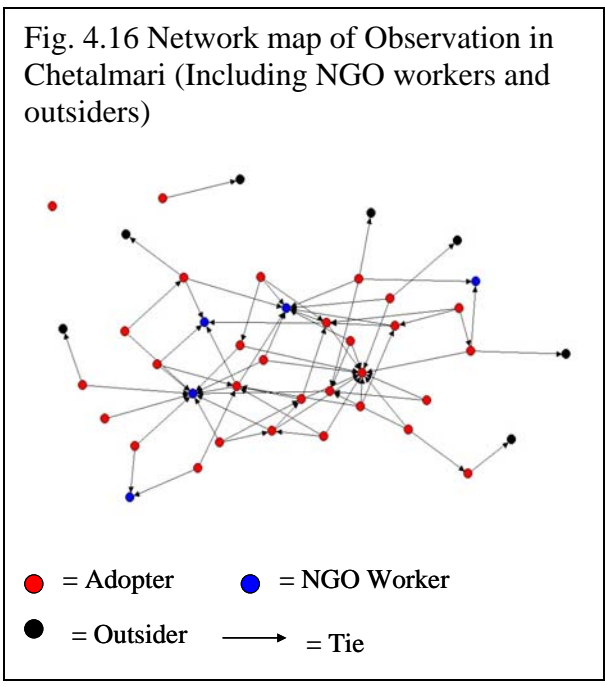 Fig. 4.16 Network map of Observation in
Chetalmari (Including NGO workers and
outsiders)
= Adopter = NGO Worker
= Outsider = Tie